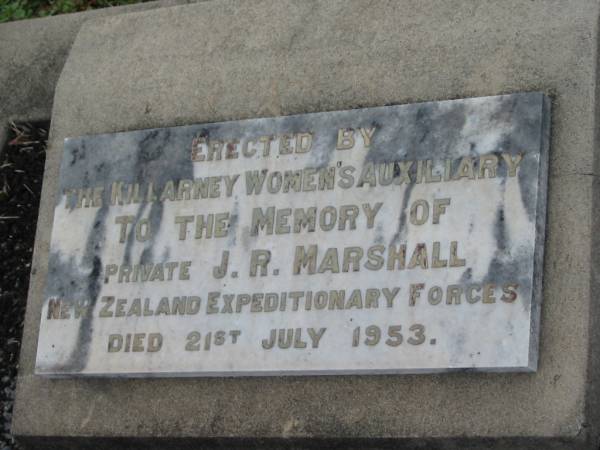 ERECTED BY
THE KILLARNEY WOMEN'S AUXILIARY
TO THE MEMORY OF
PRIVATE J. R. MARSHALL
NEW ZEALAND EXPEDITIONARY FORCES
DIED 21ST JULY 1953.